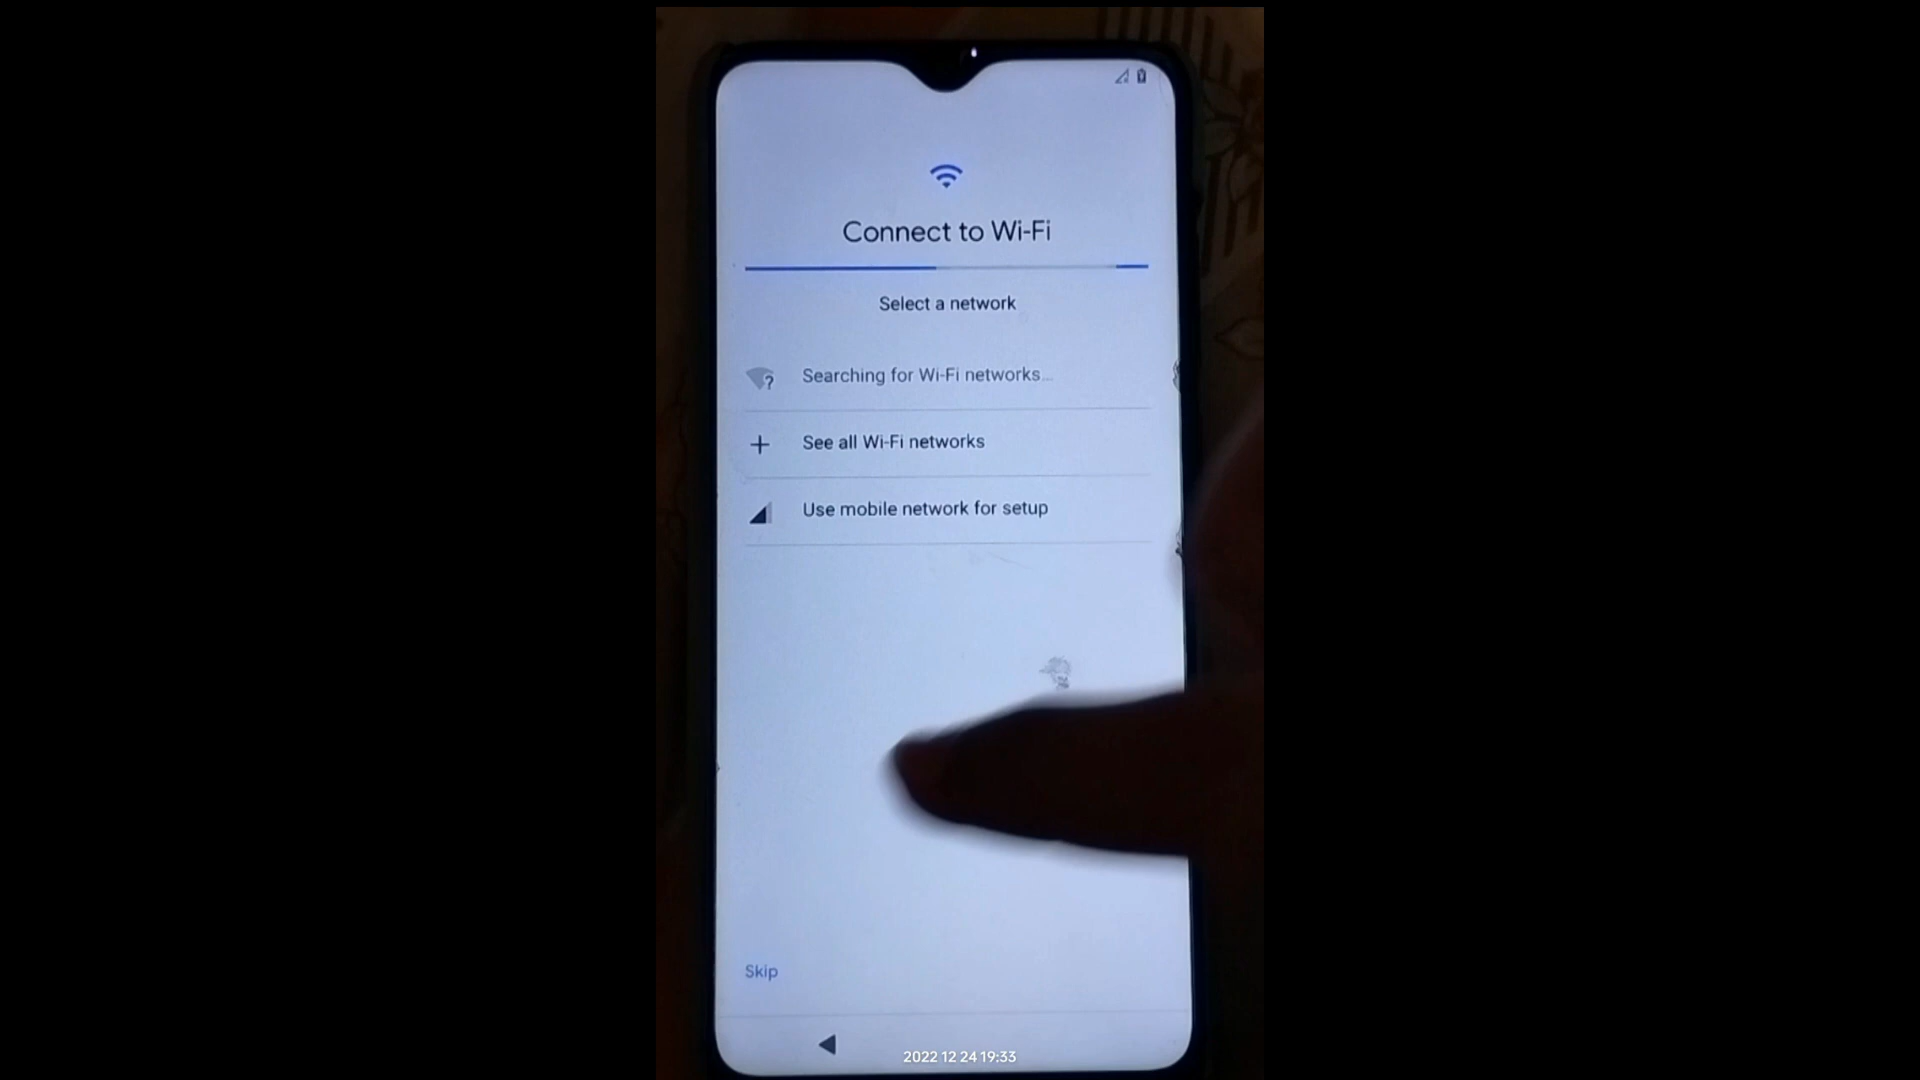 Connect to Wi-Fi
Select a network
Searching for Wi-Fi networks...
See all Wi-Fi networks
Use mobile network for setup
Skip
2022 12 24 19:33